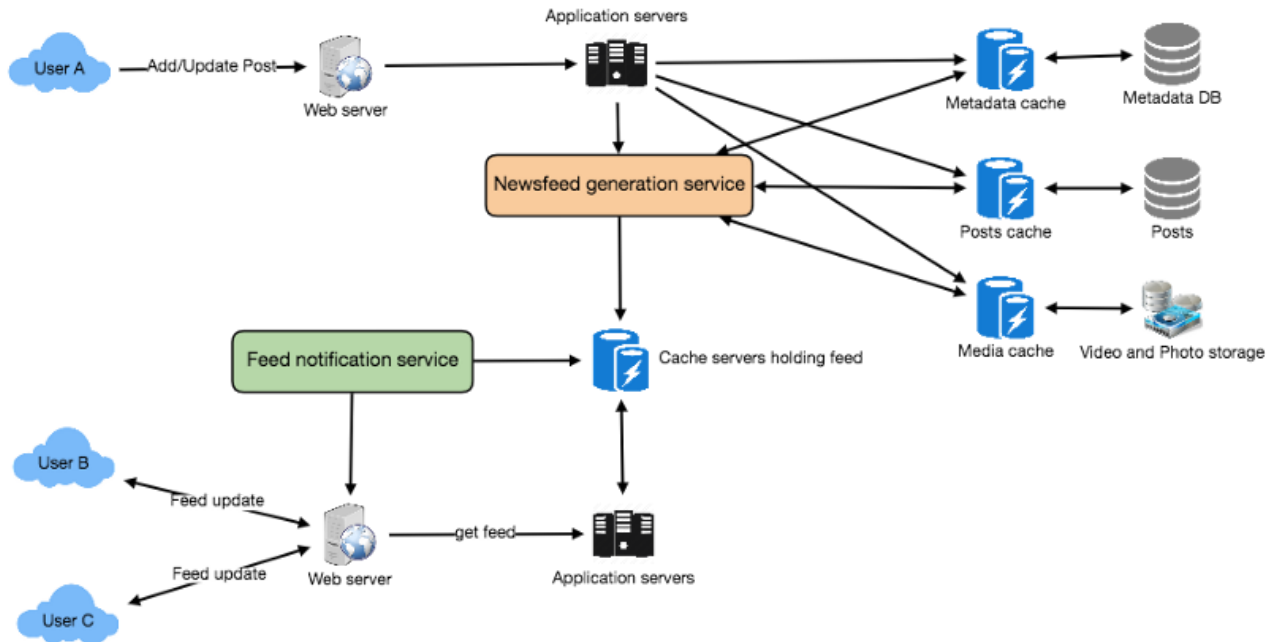 Application servers
User A
Add/Update Post
Web server
Metadata cache
Metadata DB
Newsfeed generation service
Posts cache
Posts
Feed notification service
Cache servers holding feed
Media cache
Video and Photo storage
User B
Feed update
get feed
Feed update
Web server
Application servers
User C